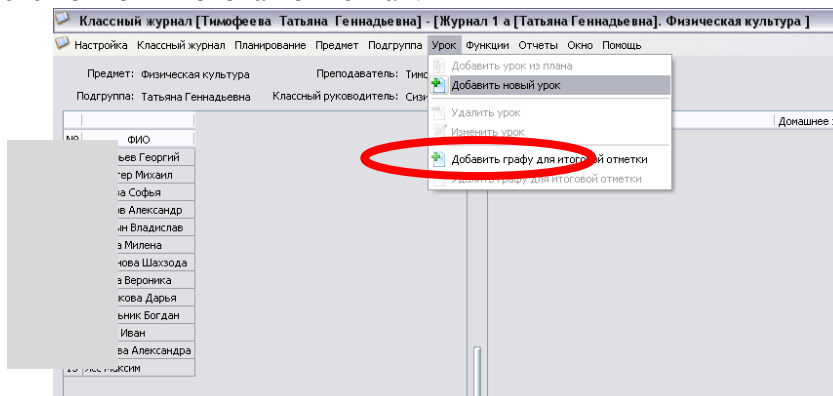 Классный журнал [Тимофеева Татьяна Геннадьевна] - [Журнал 1 а [Татьяна Геннадьевна]. Физическая культура ]
Настройка Классный журнал Планирование Предмет Подгруппа Урок Функции Отчеты Окно Помощь
Предмет: Физическая культура Преподаватель:
Подгруппа: Татьяна Геннадьевна Классный руководитель:
Добавить урок из плана
Добавить новый урок
Удалить урок
Изменить урок
Добавить графу для итоговой отметки
Удалить графу для итоговой отметки
Домашнее
№ ФИО
Георгий
Михаил
Софья
Александр
Владислав
Милена
Шахзода
Вероника
Дарья
Богдан
Иван
Александра
Максим